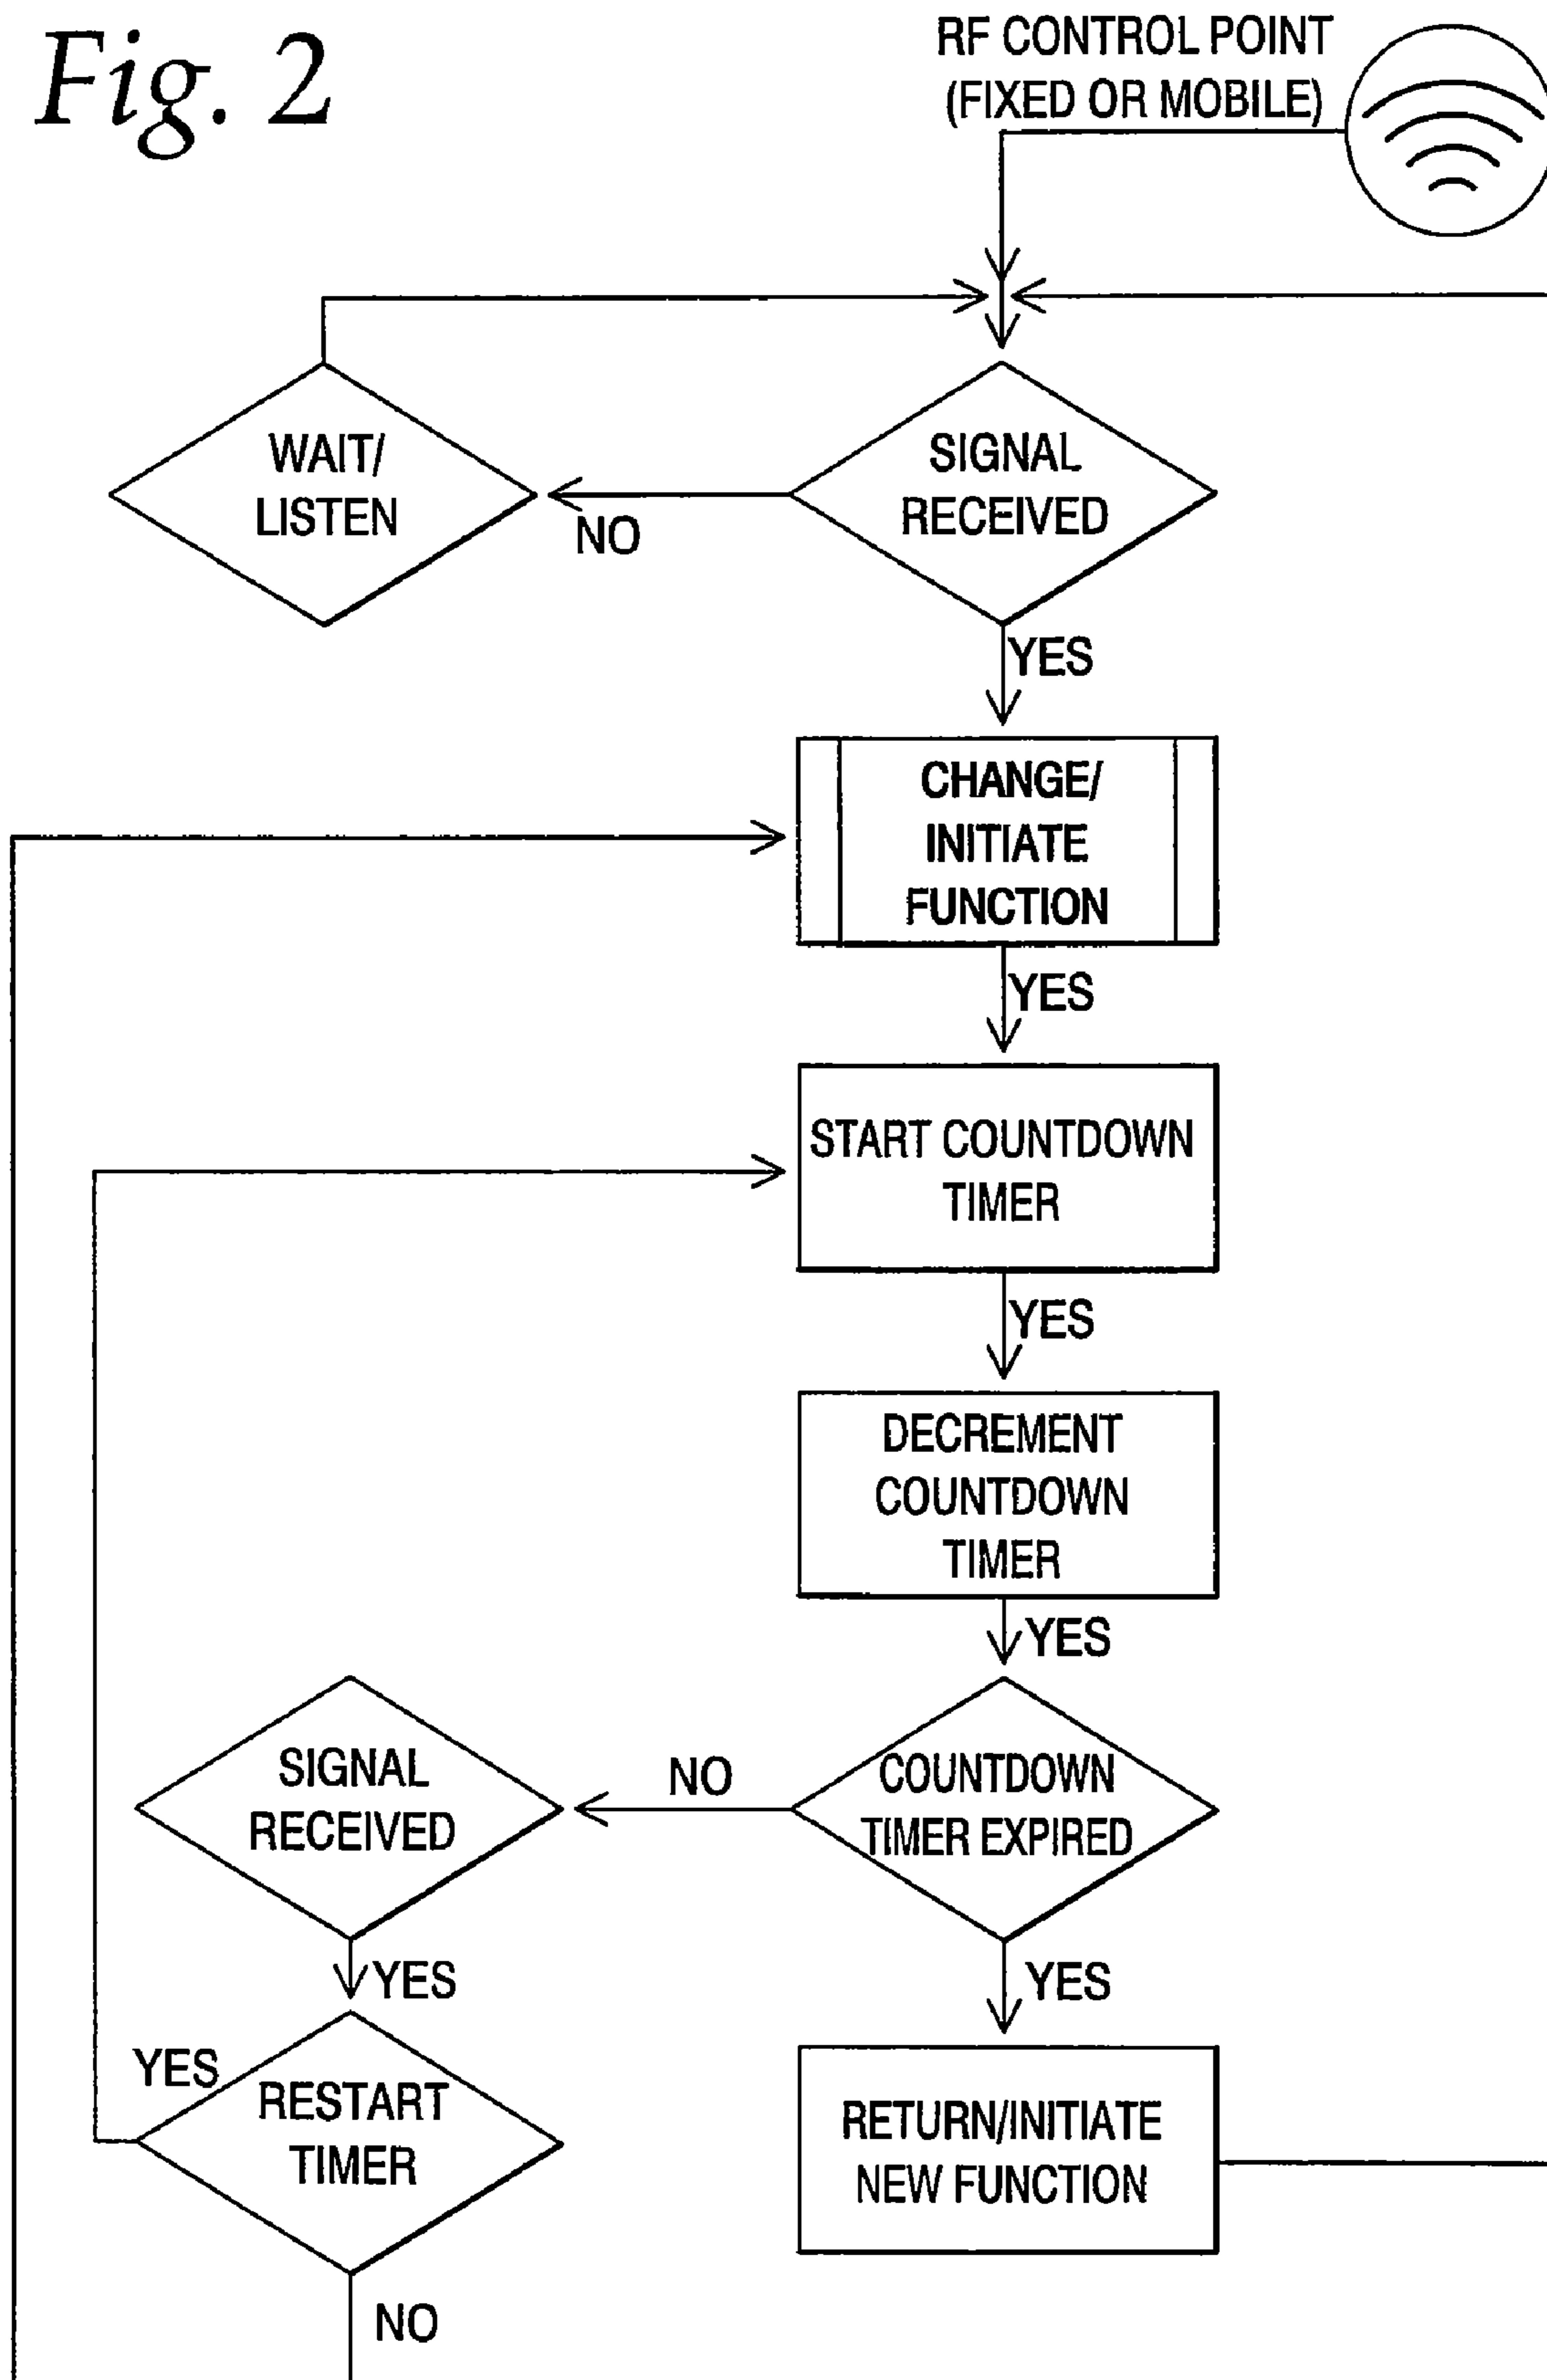 Fig. 2
RF CONTROL POINT
(FIXED OR MOBILE)
WAIT/
LISTEN
NO
SIGNAL
RECEIVED
YES
CHANGE/
INITIATE
FUNCTION
YES
START COUNTDOWN
TIMER
YES
DECREMENT
COUNTDOWN
TIMER
YES
SIGNAL
RECEIVED
NO
COUNTDOWN
TIMER EXPIRED
YES
YES
YES
RESTART
TIMER
RETURN/INITIATE
NEW FUNCTION
NO